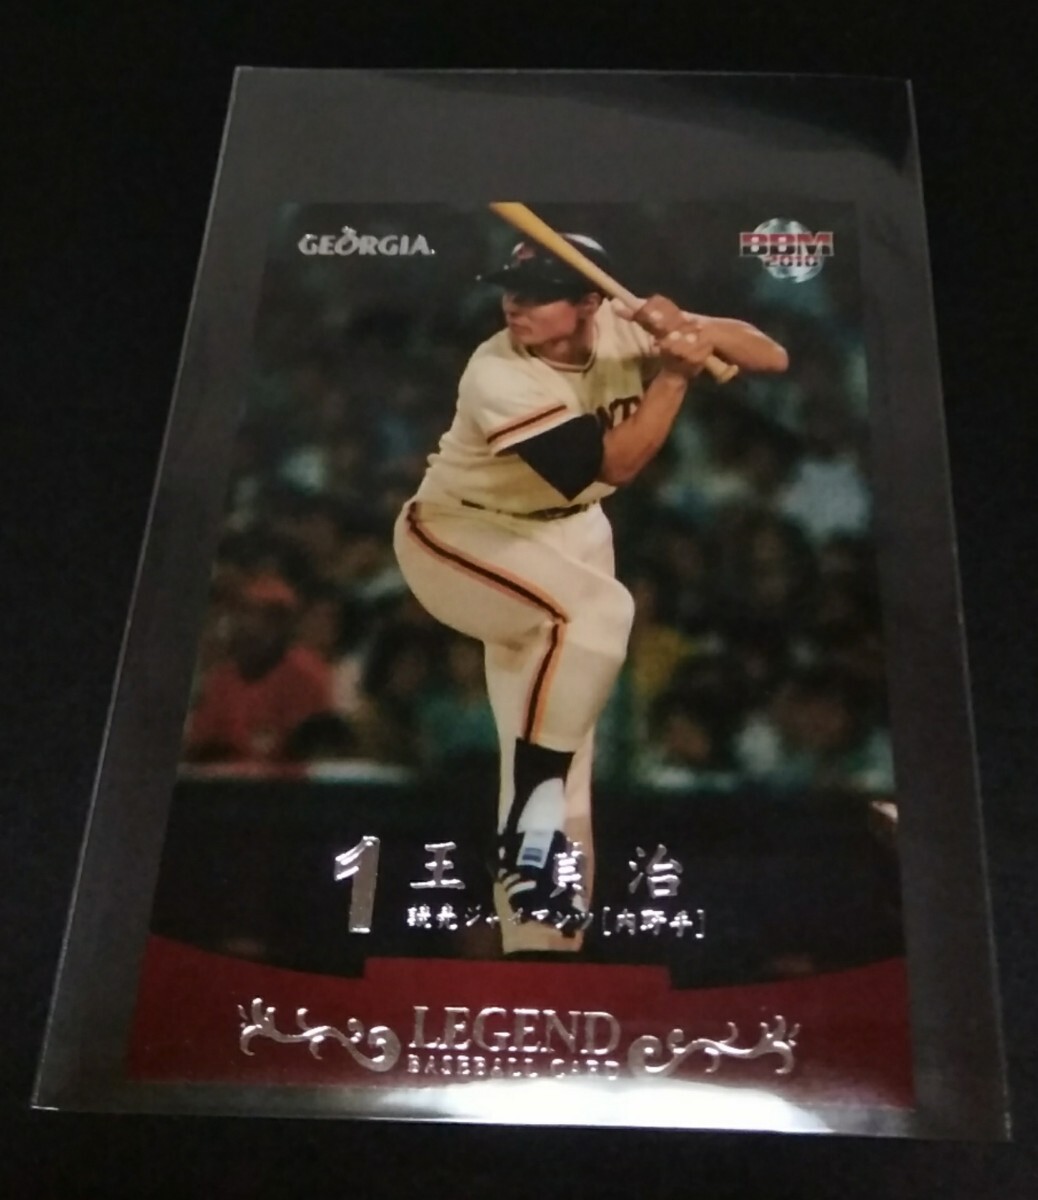 GEORGIA
BBM
2010
NT
1 王 貞 治
読売ジャイアンツ[内野手]
LEGEND
BASEBALL CARD